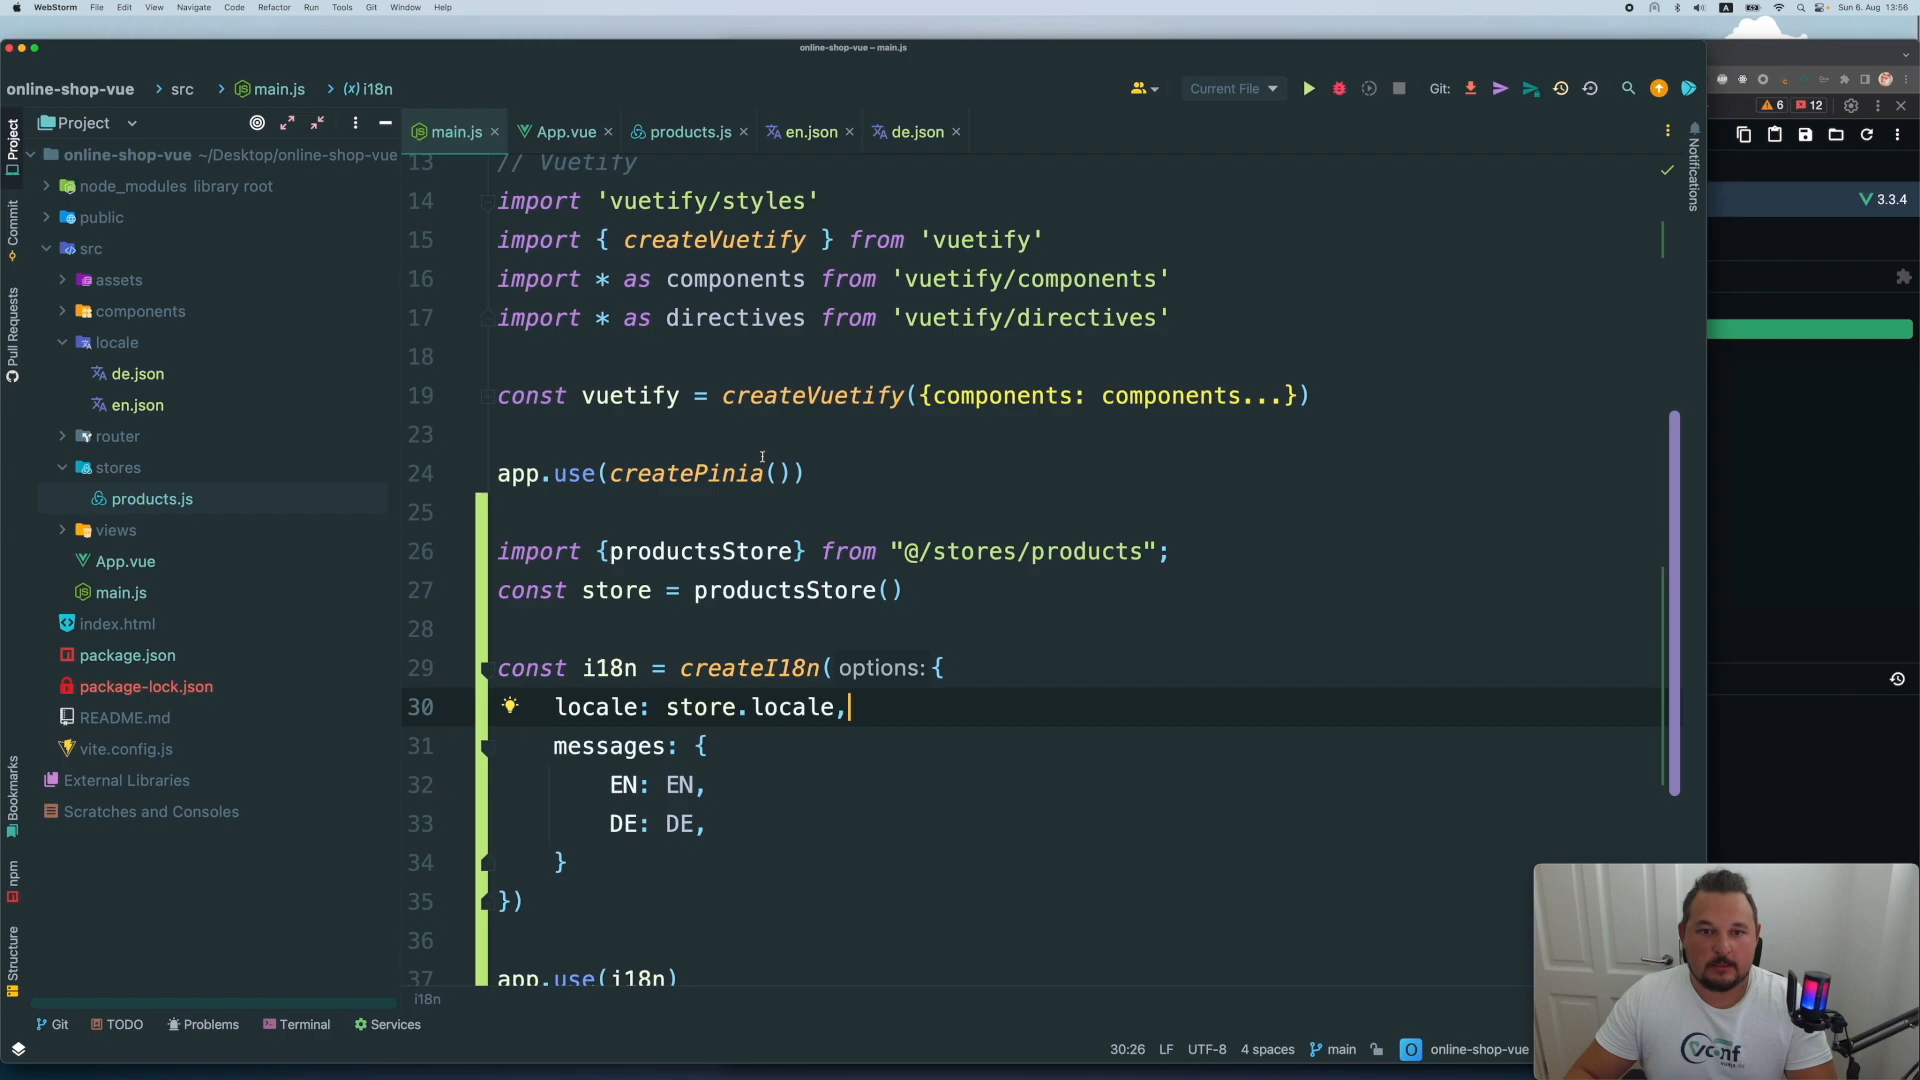 WebStorm File Edit View Navigate Code Refactor Run Tools Git Window Help
A Sun 6. Aug 13:56
online-shop-vue – main.js
online-shop-vue > src > main.js > (x) i18n
Current File
Git:
6 12
Project
main.js App.vue products.js en.json de.json
online-shop-vue ~/Desktop/online-shop-vue
node_modules library root
public
src
assets
components
locale
de.json
en.json
router
stores
products.js
views
App.vue
main.js
index.html
package.json
package-lock.json
README.md
vite.config.js
External Libraries
Scratches and Consoles
Project
Commit
Pull Requests
Bookmarks
npm
Structure
13 // Vuetify
14 import 'vuetify/styles'
15 import { createVuetify } from 'vuetify'
16 import * as components from 'vuetify/components'
17 import * as directives from 'vuetify/directives'
18
19 const vuetify = createVuetify({components: components...})
23
24 app.use(createPinia())
25
26 import {productsStore} from "@/stores/products";
27 const store = productsStore()
28
29 const i18n = createI18n( options: {
30 locale: store.locale,
31 messages: {
32 EN: EN,
33 DE: DE,
34 }
35 })
36
37 app.use(i18n)
i18n
Notifications
3.3.4
Git TODO Problems Terminal Services
30:26 LF UTF-8 4 spaces main online-shop-vue
conf